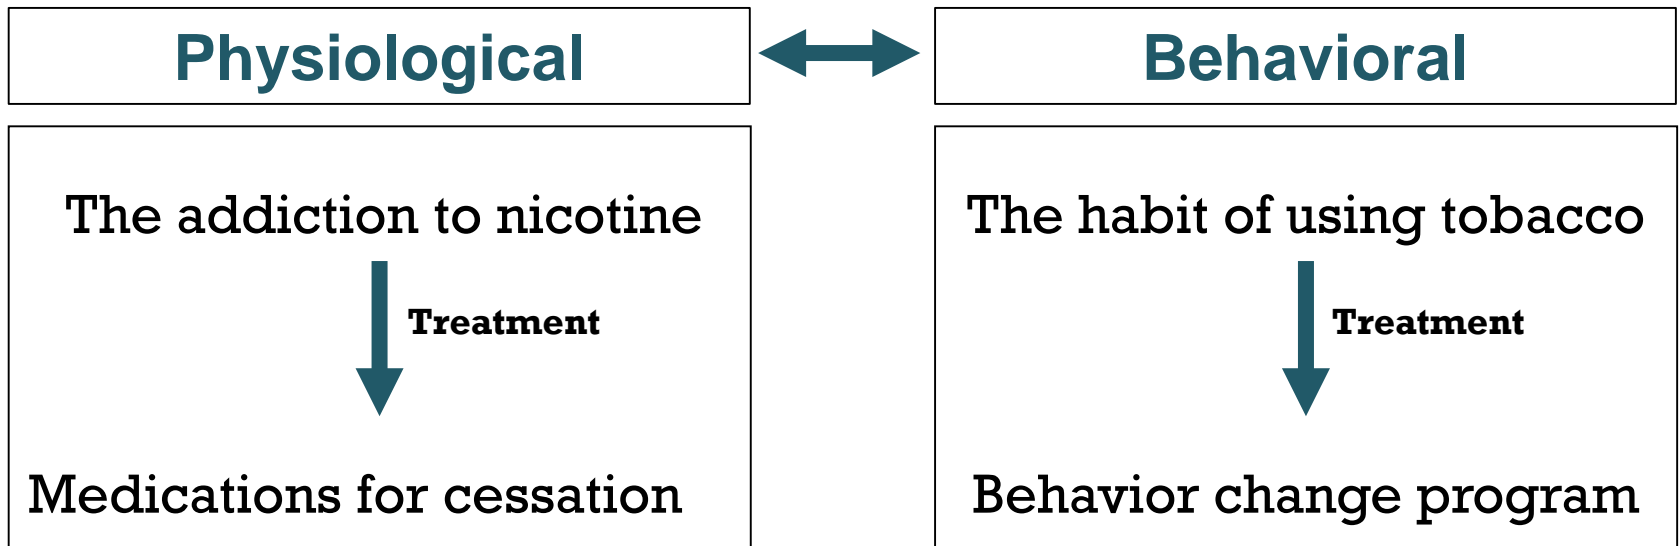 Physiological
Behavioral
The addiction to nicotine
Treatment
Medications for cessation
The habit of using tobacco
Treatment
Behavior change program